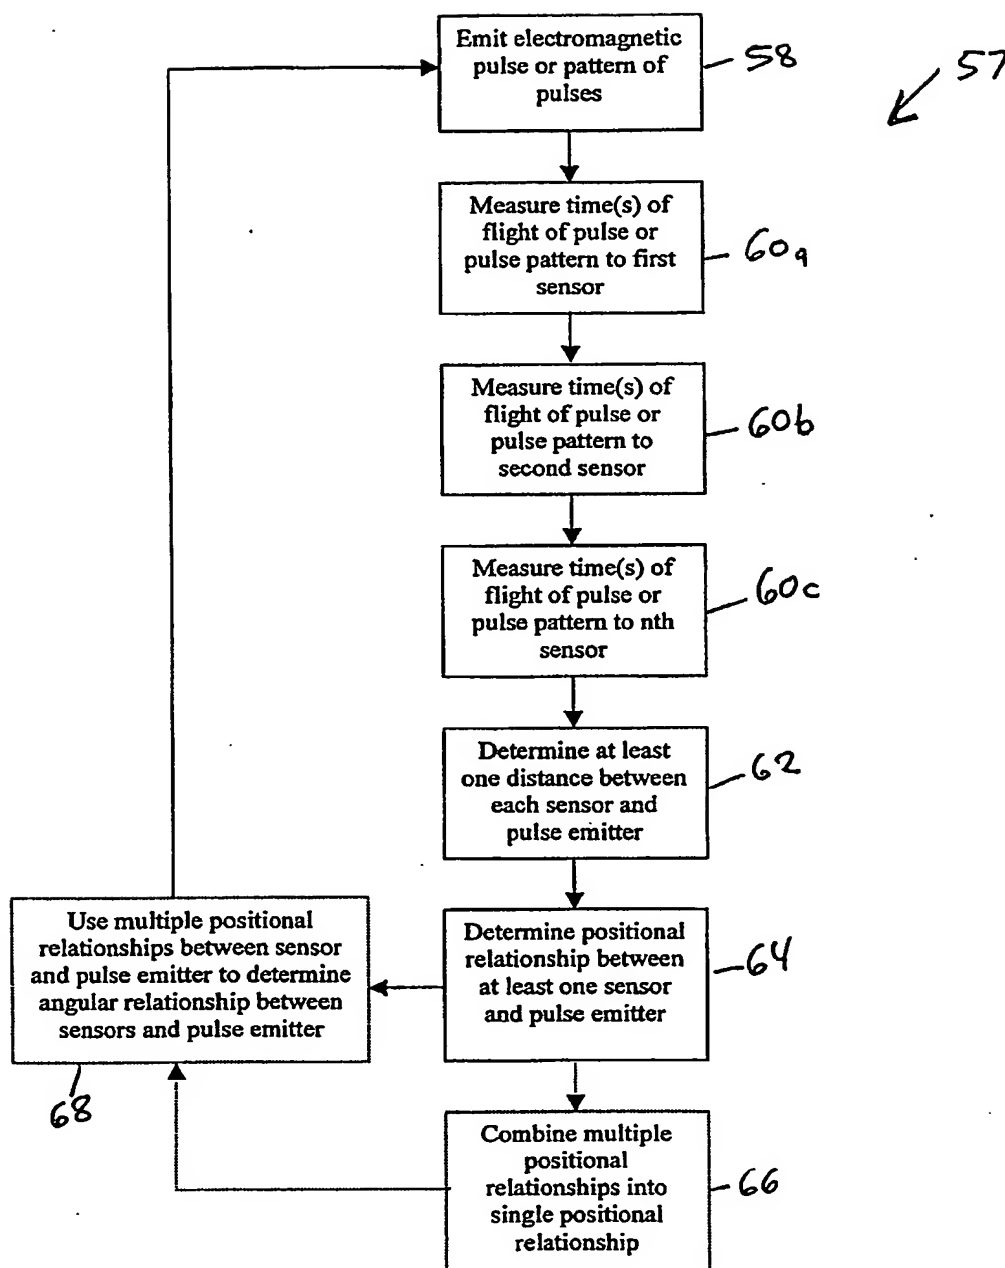 Emit electromagnetic
pulse or pattern of
pulses
58
57
Measure time(s) of
flight of pulse or
pulse pattern to first
sensor
60a
Measure time(s) of
flight of pulse or
pulse pattern to
second sensor
60b
Measure time(s) of
flight of pulse or
pulse pattern to nth
sensor
60c
Determine at least
one distance between
each sensor and
pulse emitter
62
Use multiple positional
relationships between sensor
and pulse emitter to determine
angular relationship between
sensors and pulse emitter
68
Determine positional
relationship between
at least one sensor
and pulse emitter
64
Combine multiple
positional
relationships into
single positional
relationship
66